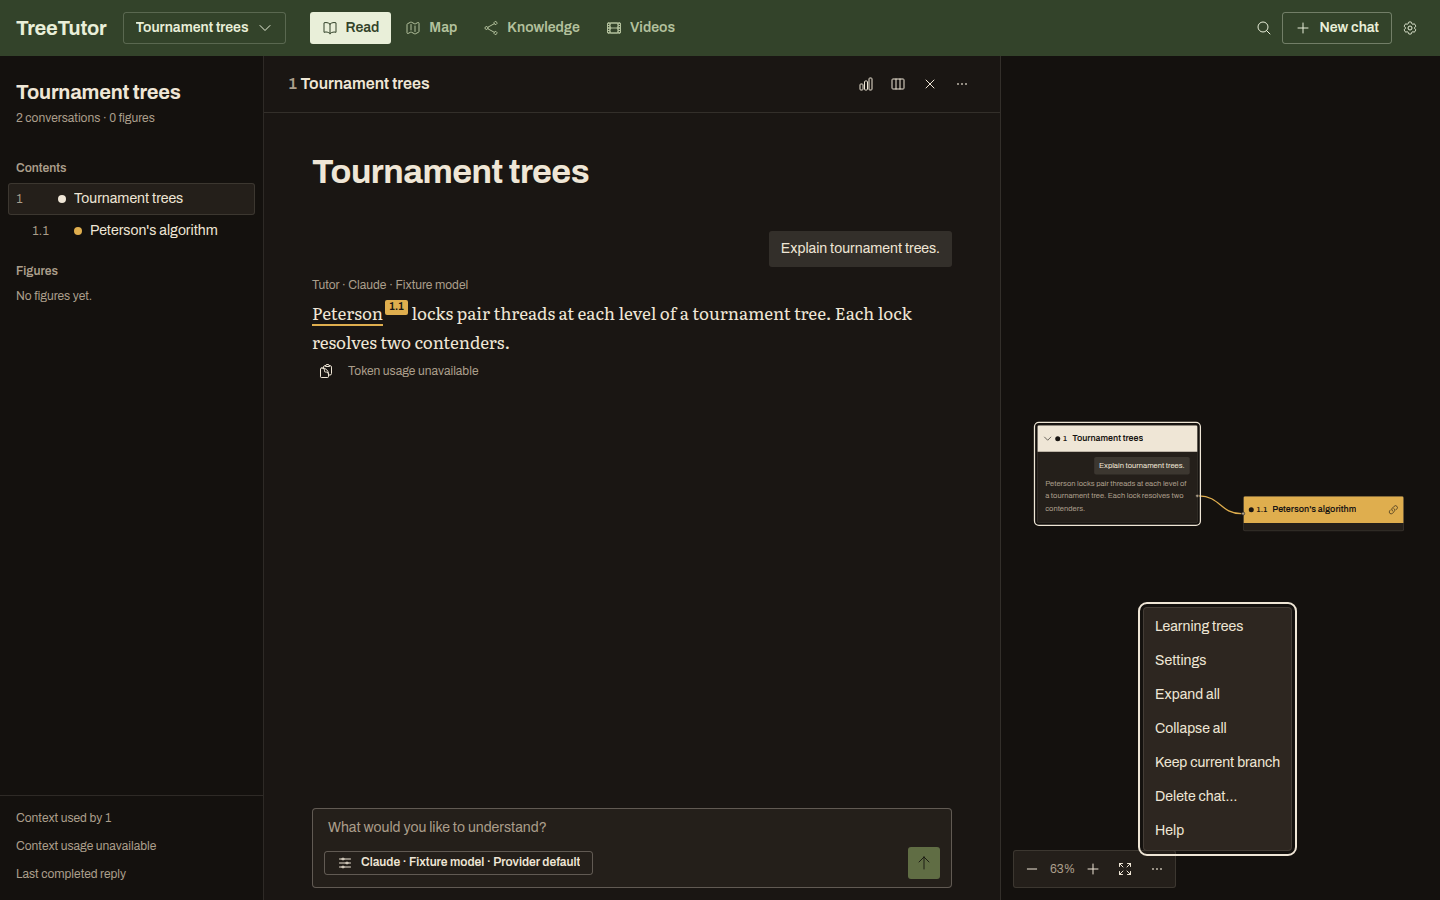 TreeTutor
Tournament trees
Read
Map
Knowledge
Videos
New chat
Tournament trees
2 conversations · 0 figures
Contents
1 Tournament trees
1.1 Peterson's algorithm
Figures
No figures yet.
Context used by 1
Context usage unavailable
Last completed reply
1 Tournament trees
Tournament trees
Explain tournament trees.
Tutor · Claude · Fixture model
Peterson 1.1 locks pair threads at each level of a tournament tree. Each lock
resolves two contenders.
Token usage unavailable
What would you like to understand?
Claude · Fixture model · Provider default
1 Tournament trees
Explain tournament trees.
Peterson locks pair threads at each level of
a tournament tree. Each lock resolves two
contenders.
1.1 Peterson's algorithm
Learning trees
Settings
Expand all
Collapse all
Keep current branch
Delete chat...
Help
63%